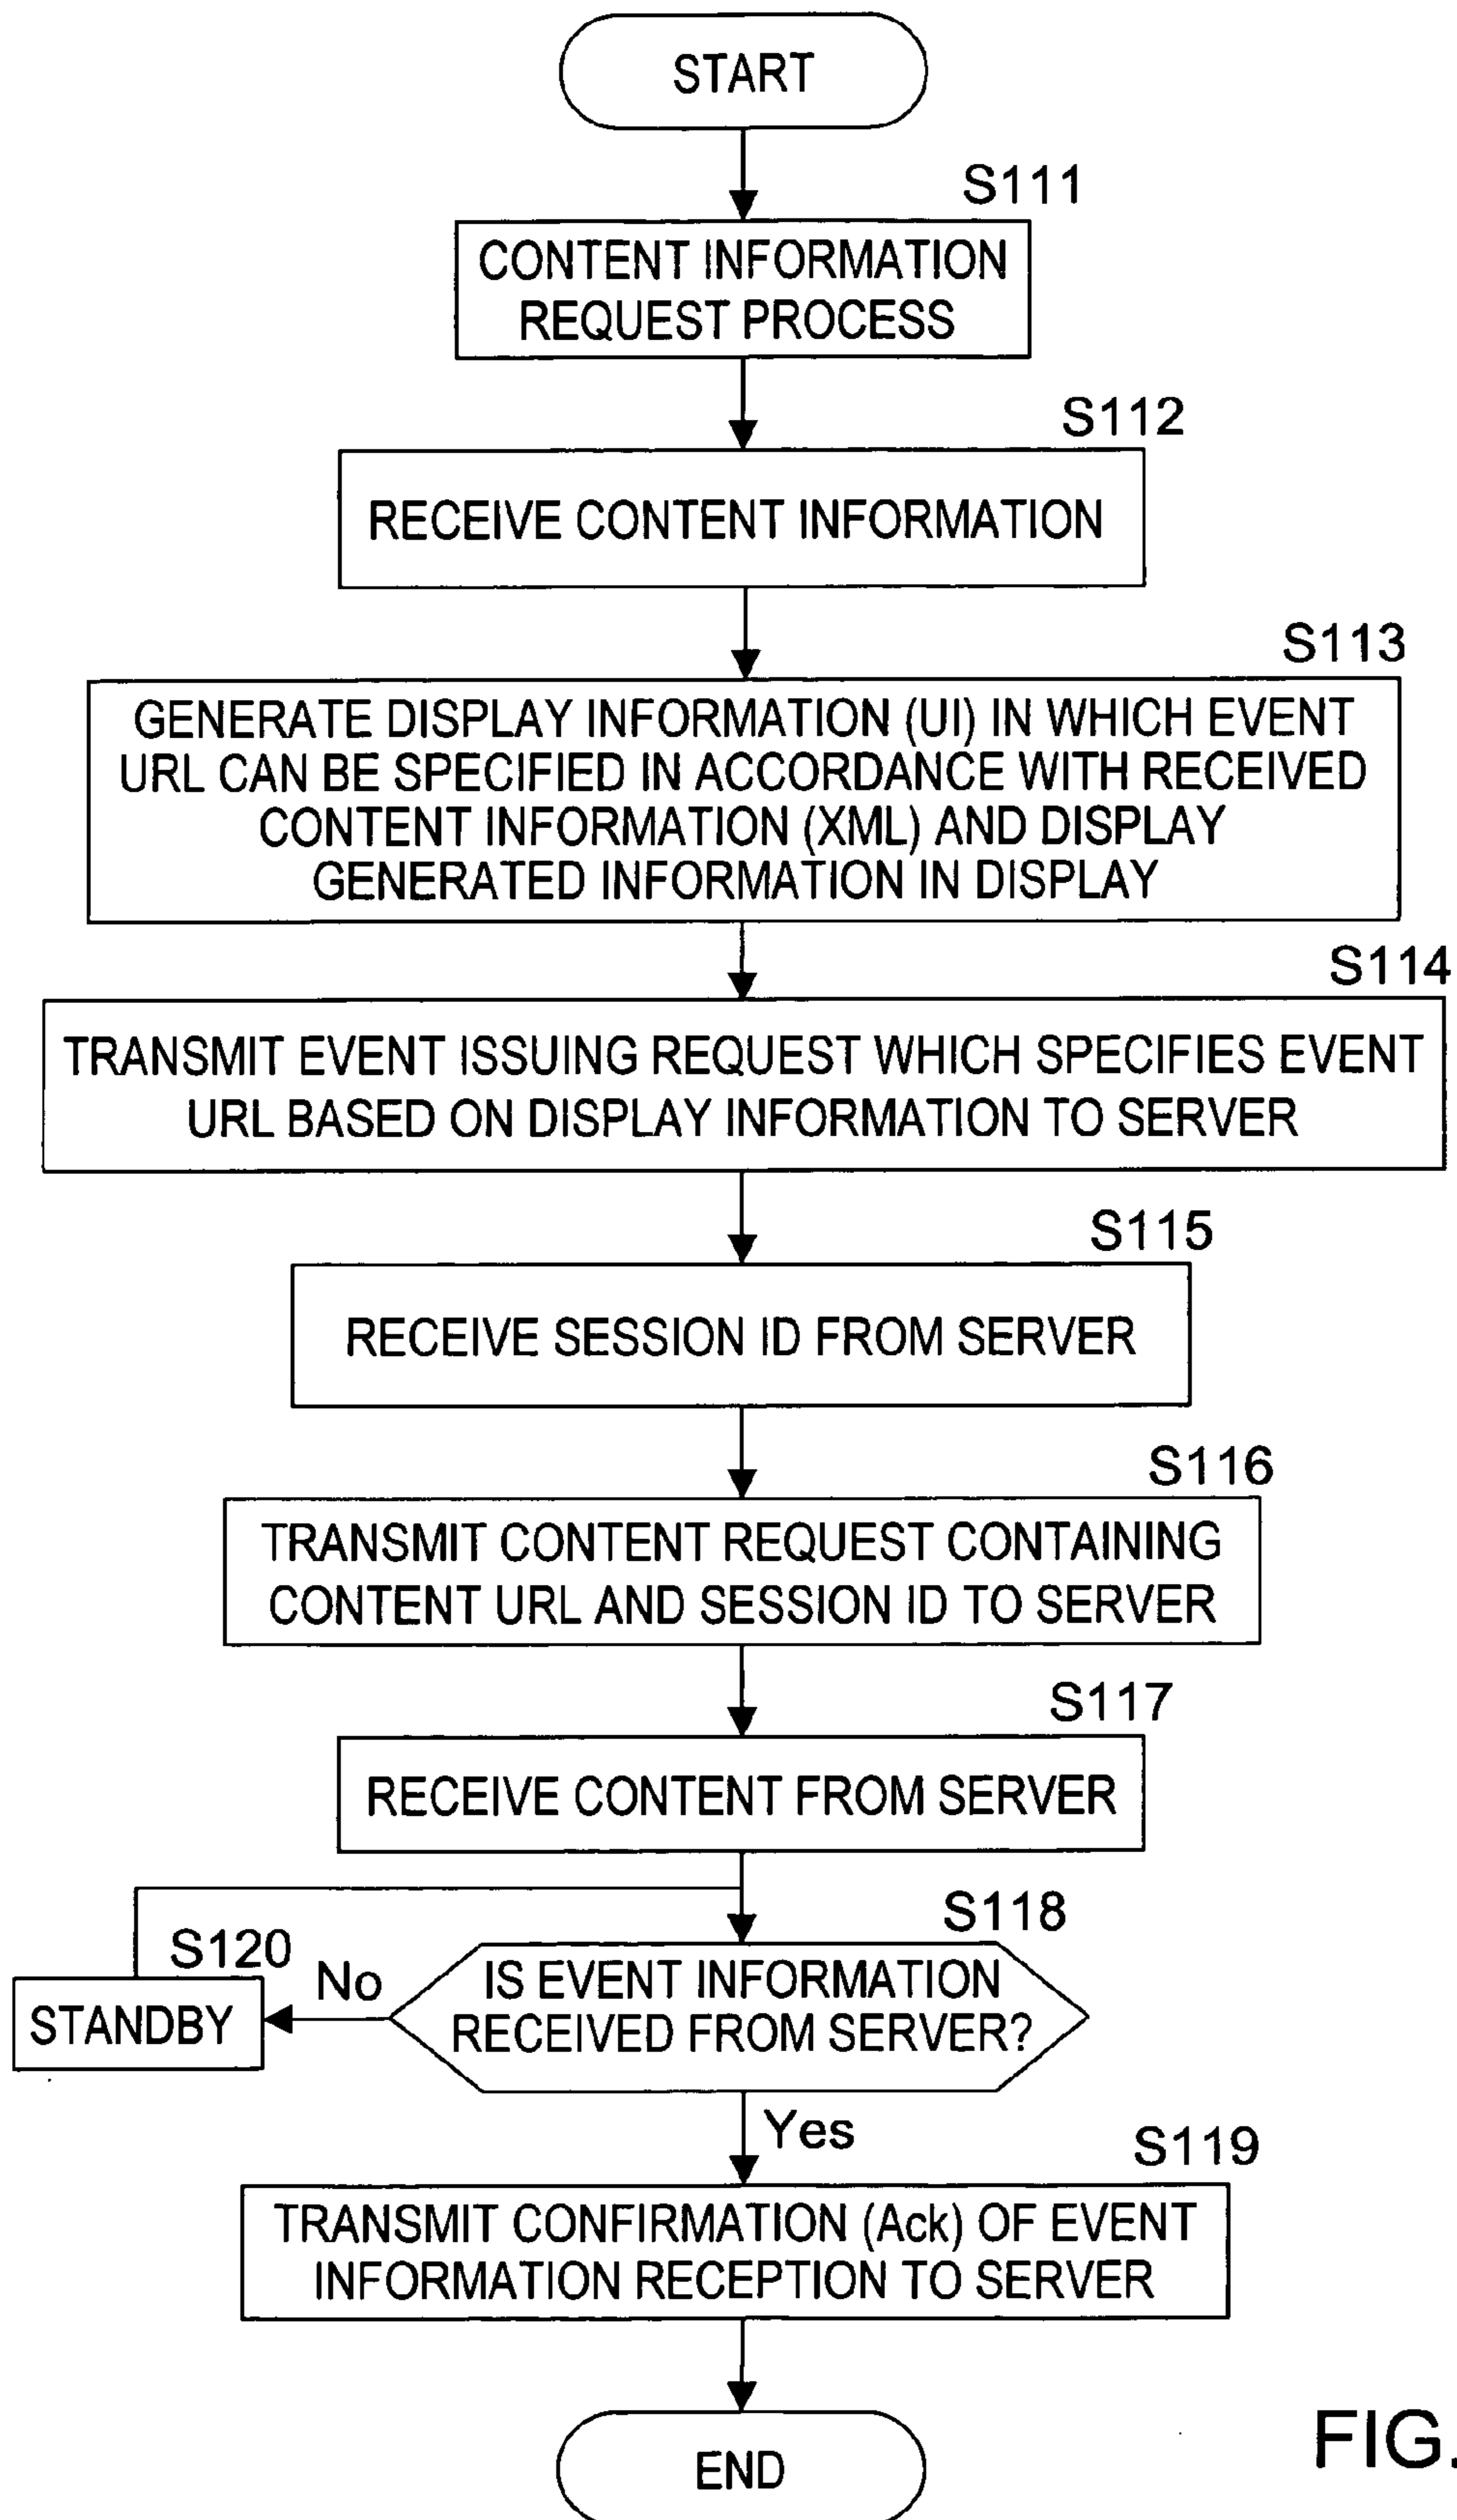 START
S111
CONTENT INFORMATION
REQUEST PROCESS
S112
RECEIVE CONTENT INFORMATION
S113
GENERATE DISPLAY INFORMATION (UI) IN WHICH EVENT
URL CAN BE SPECIFIED IN ACCORDANCE WITH RECEIVED
CONTENT INFORMATION (XML) AND DISPLAY
GENERATED INFORMATION IN DISPLAY
S114
TRANSMIT EVENT ISSUING REQUEST WHICH SPECIFIES EVENT
URL BASED ON DISPLAY INFORMATION TO SERVER
S115
RECEIVE SESSION ID FROM SERVER
S116
TRANSMIT CONTENT REQUEST CONTAINING
CONTENT URL AND SESSION ID TO SERVER
S117
RECEIVE CONTENT FROM SERVER
S118
IS EVENT INFORMATION
RECEIVED FROM SERVER?
S120
No
STANDBY
Yes
S119
TRANSMIT CONFIRMATION (Ack) OF EVENT
INFORMATION RECEPTION TO SERVER
END
FIG.